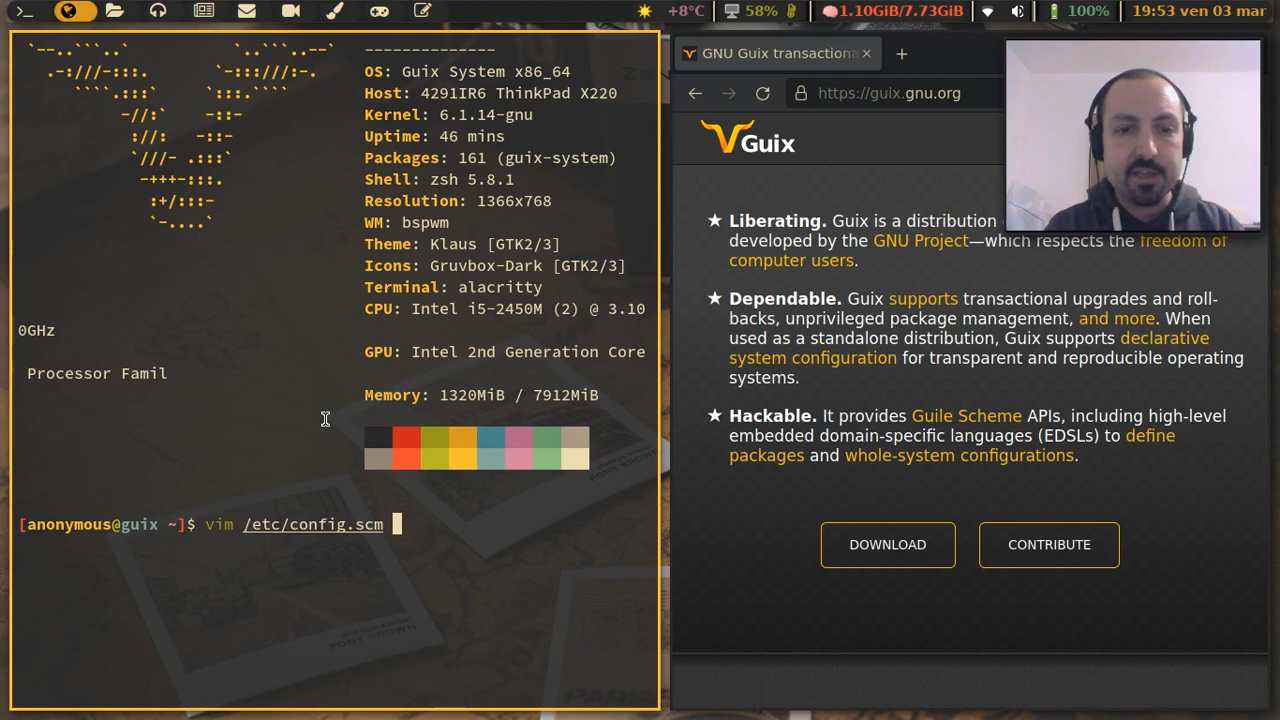 +8°C 58% 1.10GiB/7.73GiB 100% 19:53 ven 03 mar
--------------
OS: Guix System x86_64
Host: 4291IR6 ThinkPad X220
Kernel: 6.1.14-gnu
Uptime: 46 mins
Packages: 161 (guix-system)
Shell: zsh 5.8.1
Resolution: 1366x768
WM: bspwm
Theme: Klaus [GTK2/3]
Icons: Gruvbox-Dark [GTK2/3]
Terminal: alacritty
CPU: Intel i5-2450M (2) @ 3.10
0GHz
GPU: Intel 2nd Generation Core
Processor Famil
Memory: 1320MiB / 7912MiB
[anonymous@guix ~]$ vim /etc/config.scm
GNU Guix transactiona
https://guix.gnu.org
Guix
★ Liberating. Guix is a distribution
developed by the GNU Project—which respects the freedom of
computer users.
★ Dependable. Guix supports transactional upgrades and roll-
backs, unprivileged package management, and more. When
used as a standalone distribution, Guix supports declarative
system configuration for transparent and reproducible operating
systems.
★ Hackable. It provides Guile Scheme APIs, including high-level
embedded domain-specific languages (EDSLs) to define
packages and whole-system configurations.
DOWNLOAD
CONTRIBUTE
PONY BROWN